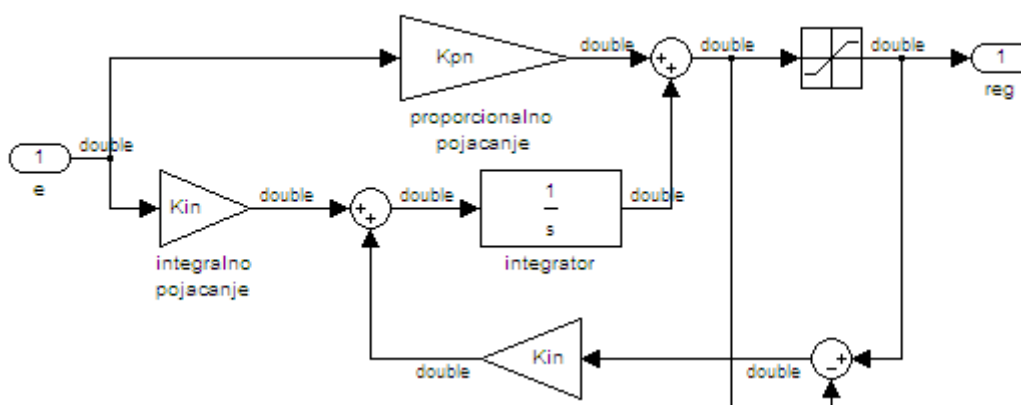 Kpn
double
double
double
+
+
1
reg
proporcionalno
pojacanje
1
e
double
Kin
double
+
+
double
1
s
double
integralno
pojacanje
integrator
Kin
double
double
+
−